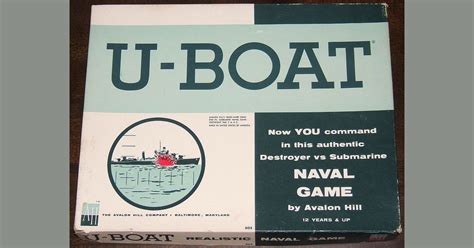 U-BOAT
Now YOU command
in this authentic
Destroyer vs Submarine
NAVAL
GAME
by Avalon Hill
12 YEARS & UP
THE AVALON HILL COMPANY BALTIMORE, MARYLAND
U-BOAT REALISTIC NAVAL GAME